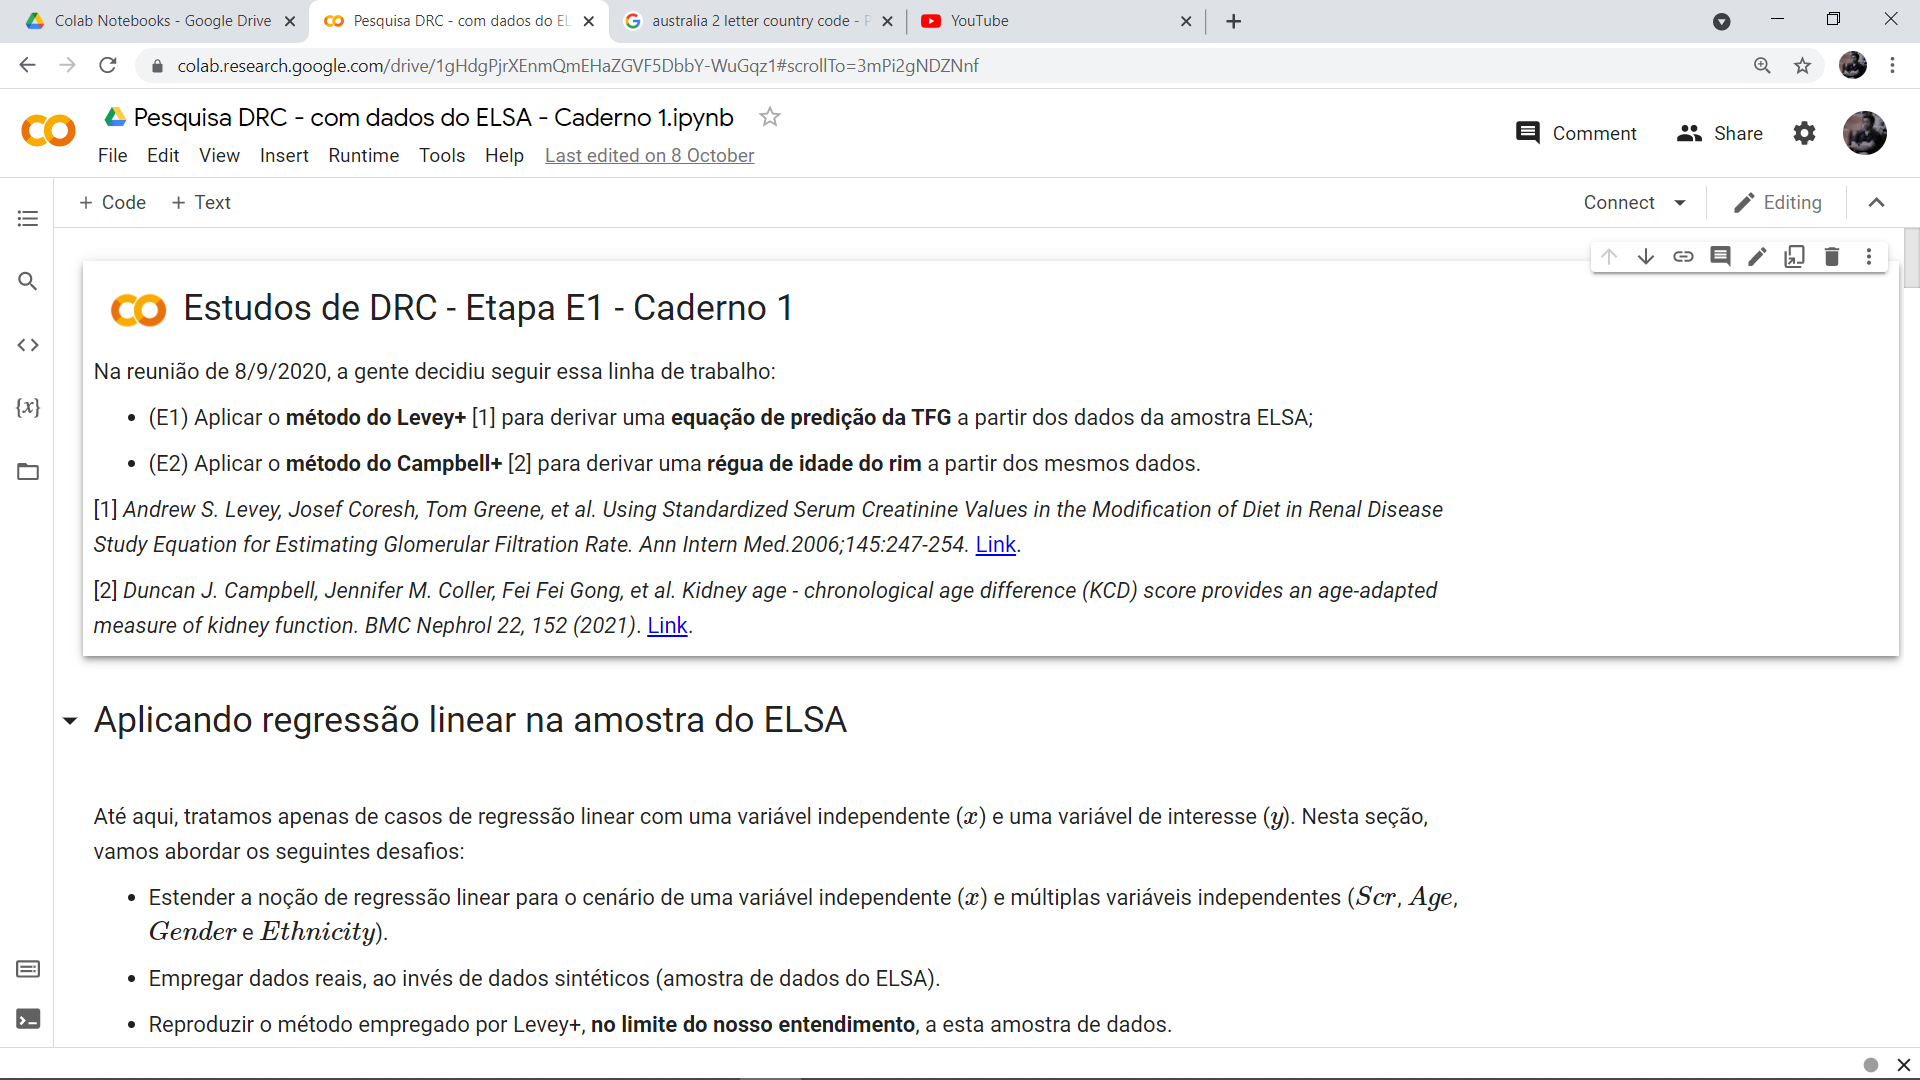 Colab Notebooks - Google Drive
Pesquisa DRC - com dados do EL
australia 2 letter country code - P
YouTube
colab.research.google.com/drive/1gHdgPjrXEnmQmEHaZGVF5DbbY-WuGqz1#scrollTo=3mPi2gNDZNnf
Pesquisa DRC - com dados do ELSA - Caderno 1.ipynb
Comment Share
File Edit View Insert Runtime Tools Help Last edited on 8 October
+ Code + Text Connect Editing
Estudos de DRC - Etapa E1 - Caderno 1
Na reunião de 8/9/2020, a gente decidiu seguir essa linha de trabalho:
• (E1) Aplicar o método do Levey+ [1] para derivar uma equação de predição da TFG a partir dos dados da amostra ELSA;
• (E2) Aplicar o método do Campbell+ [2] para derivar uma régua de idade do rim a partir dos mesmos dados.
[1] Andrew S. Levey, Josef Coresh, Tom Greene, et al. Using Standardized Serum Creatinine Values in the Modification of Diet in Renal Disease
Study Equation for Estimating Glomerular Filtration Rate. Ann Intern Med.2006;145:247-254. Link.
[2] Duncan J. Campbell, Jennifer M. Coller, Fei Fei Gong, et al. Kidney age - chronological age difference (KCD) score provides an age-adapted
measure of kidney function. BMC Nephrol 22, 152 (2021). Link.
Aplicando regressão linear na amostra do ELSA
Até aqui, tratamos apenas de casos de regressão linear com uma variável independente (x) e uma variável de interesse (y). Nesta seção,
vamos abordar os seguintes desafios:
• Estender a noção de regressão linear para o cenário de uma variável independente (x) e múltiplas variáveis independentes (Scr, Age,
Gender e Ethnicity).
• Empregar dados reais, ao invés de dados sintéticos (amostra de dados do ELSA).
• Reproduzir o método empregado por Levey+, no limite do nosso entendimento, a esta amostra de dados.